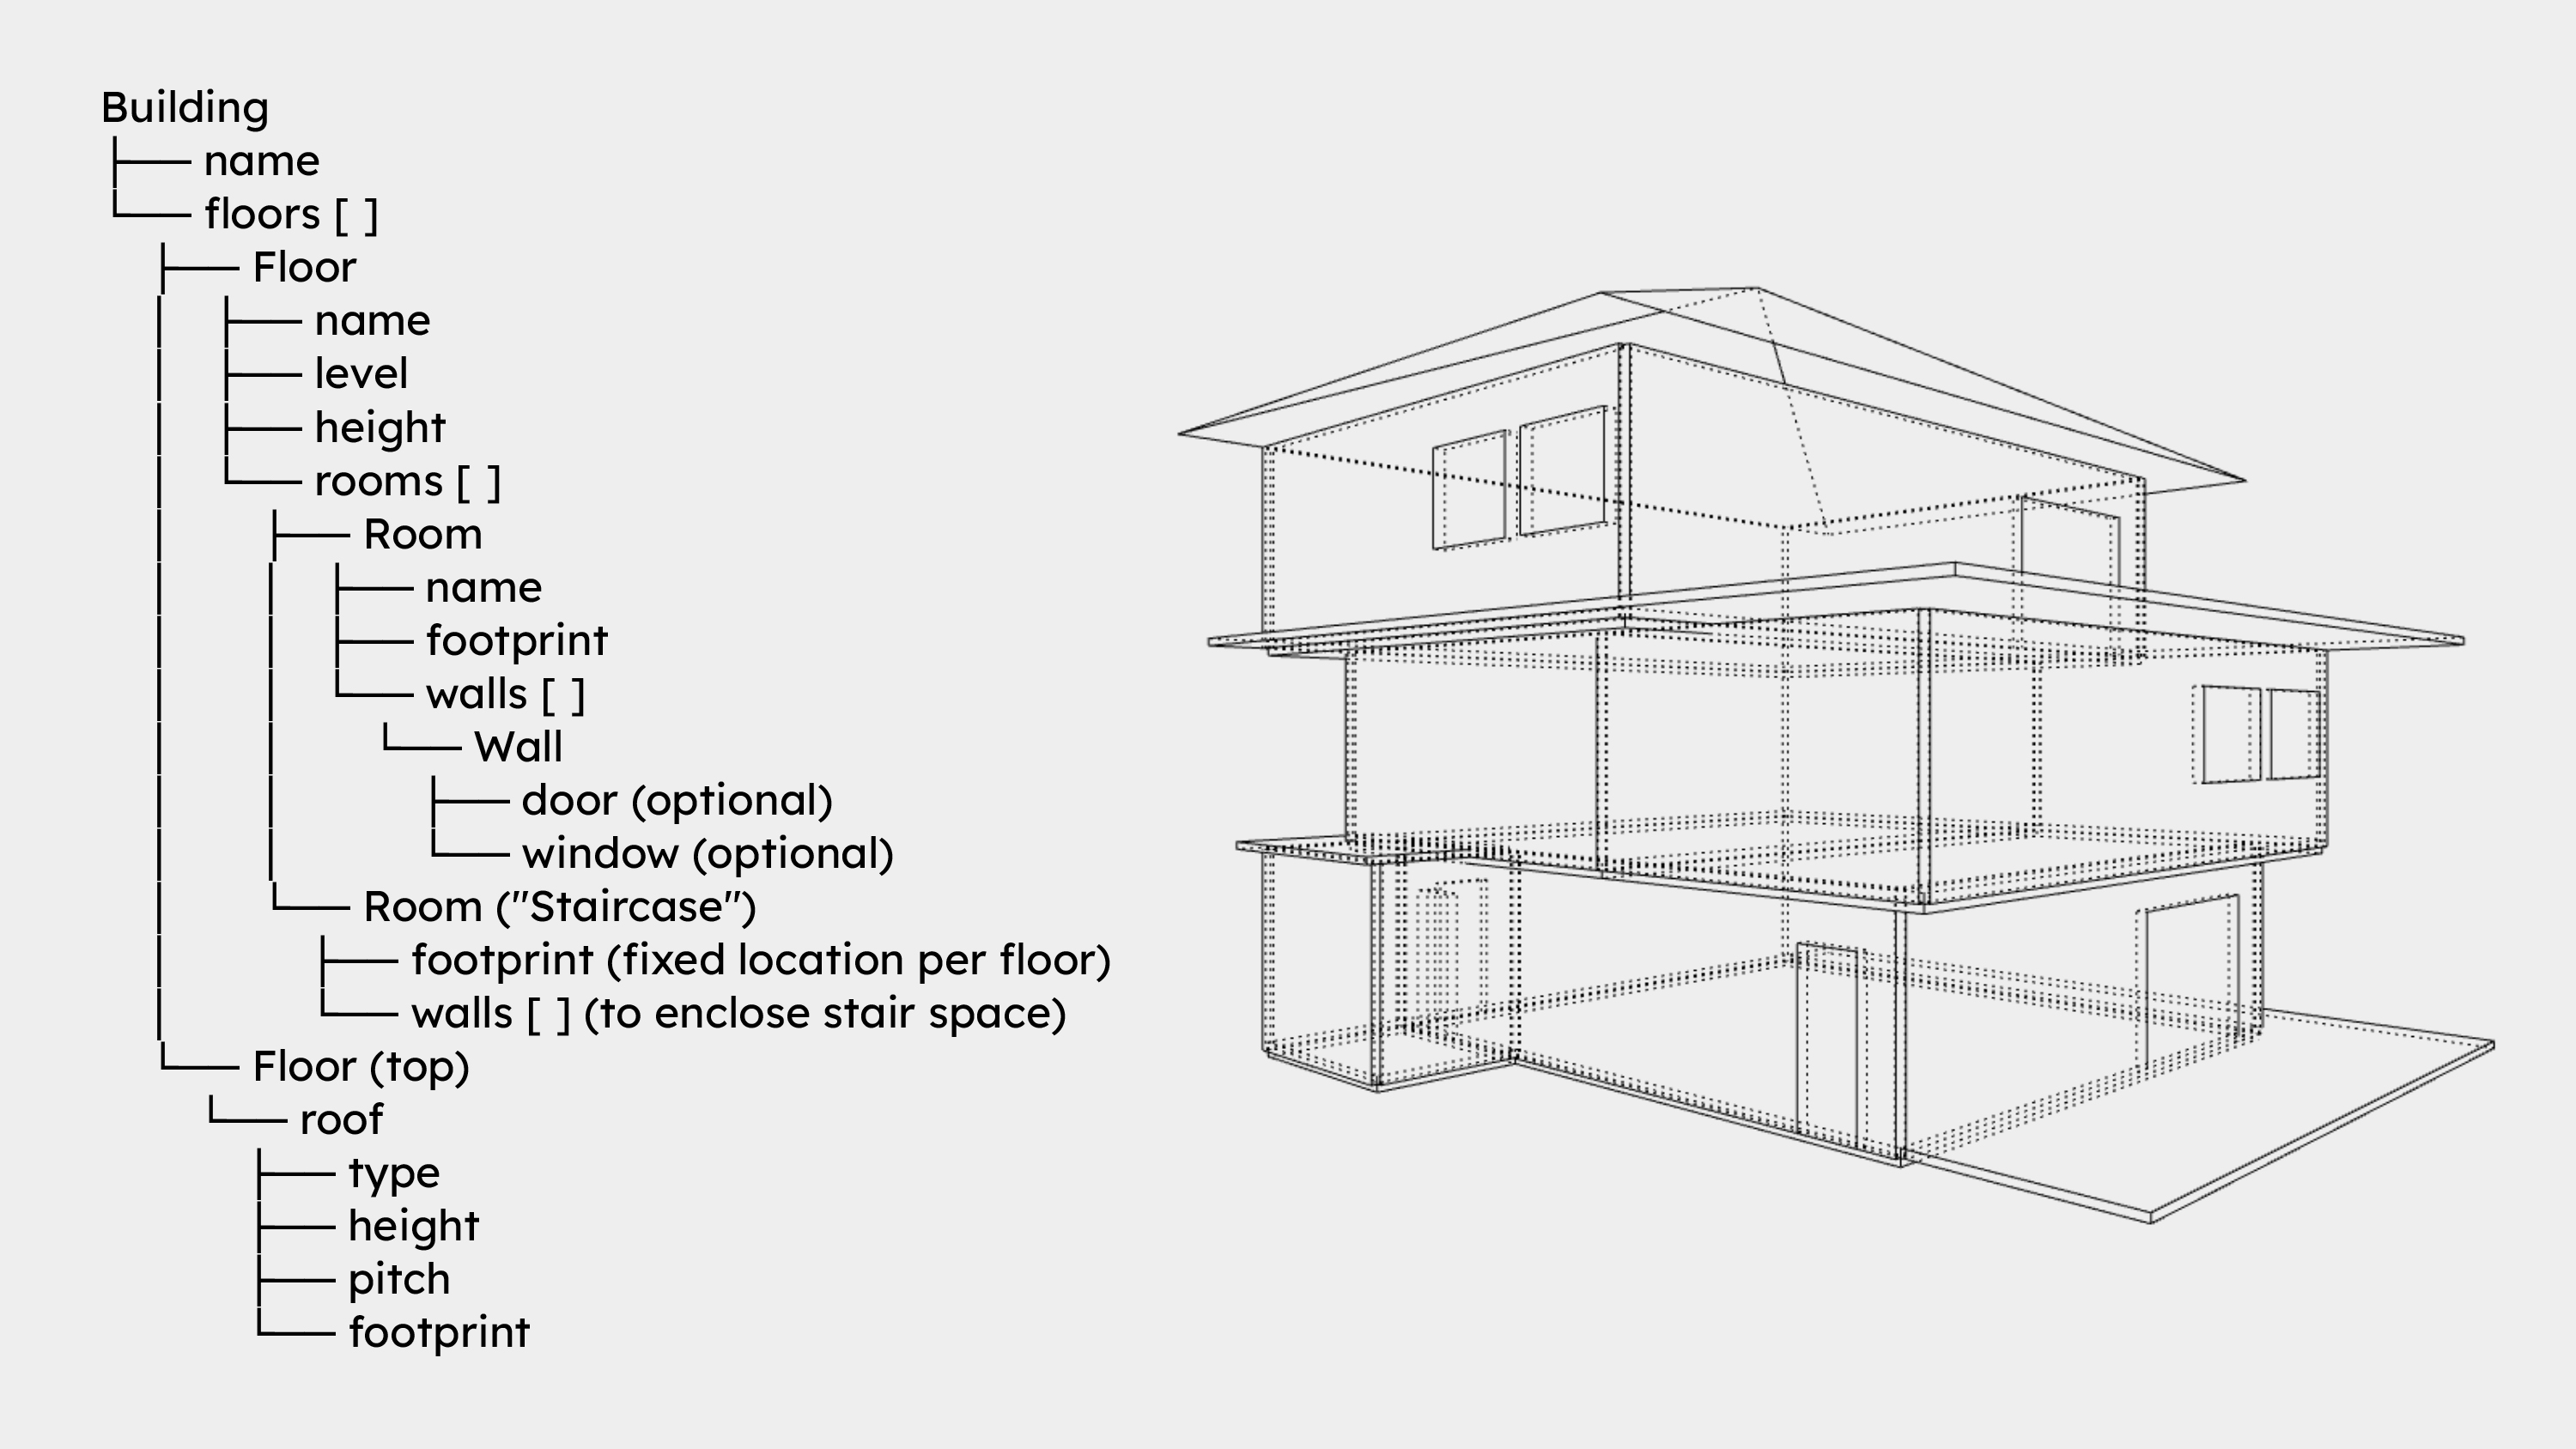 Building
├── name
└── floors [ ]
├── Floor
│ ├── name
│ ├── level
│ ├── height
│ └── rooms [ ]
│ ├── Room
│ │ ├── name
│ │ ├── footprint
│ │ └── walls [ ]
│ │ └── Wall
│ │ ├── door (optional)
│ │ └── window (optional)
│ └── Room ("Staircase")
│ ├── footprint (fixed location per floor)
│ └── walls [ ] (to enclose stair space)
└── Floor (top)
└── roof
├── type
├── height
├── pitch
└── footprint